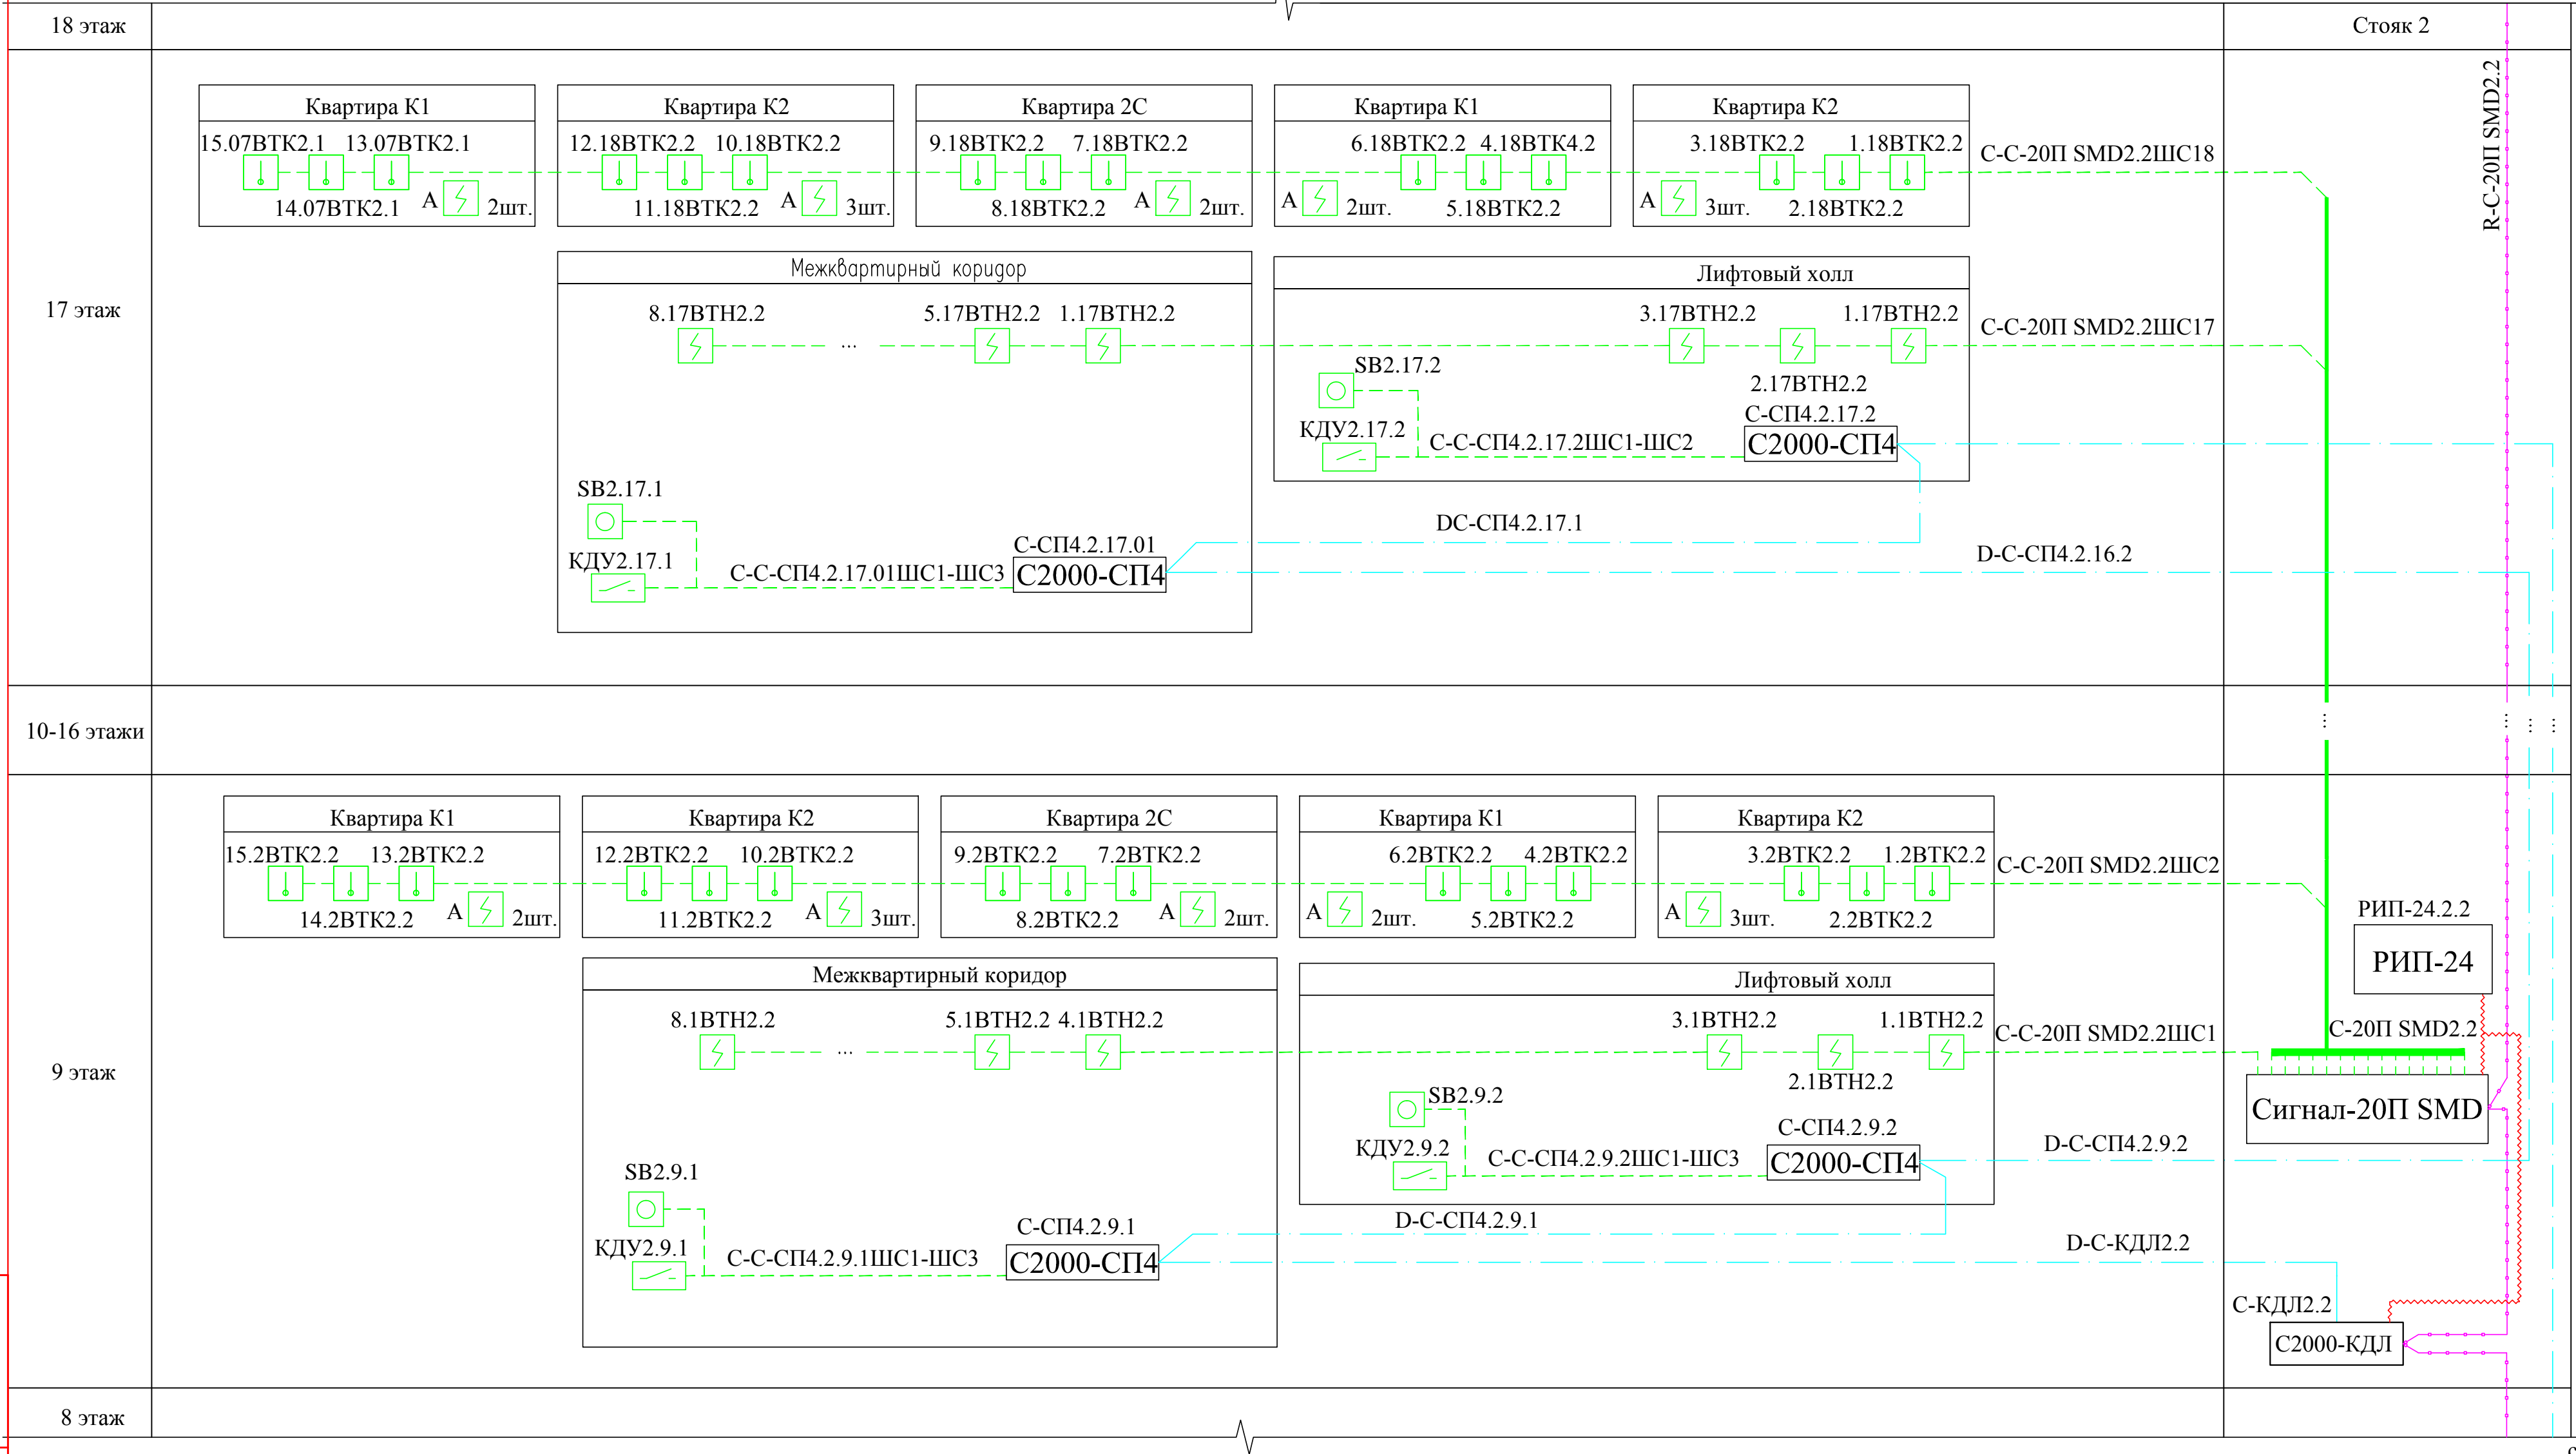 18 этаж
Стояк 2
R-С-20П SMD2.2
17 этаж
Квартира К1
15.07ВТК2.1 13.07ВТК2.1
14.07ВТК2.1
А
2шт.
Квартира К2
12.18ВТК2.2 10.18ВТК2.2
11.18ВТК2.2
А
3шт.
Квартира 2С
9.18ВТК2.2 7.18ВТК2.2
8.18ВТК2.2
А
2шт.
Квартира К1
6.18ВТК2.2 4.18ВТК4.2
А
2шт.
5.18ВТК2.2
Квартира К2
3.18ВТК2.2 1.18ВТК2.2
А
3шт.
2.18ВТК2.2
С-С-20П SMD2.2ШС18
Межквартирный коридор
8.17ВТН2.2
...
5.17ВТН2.2 1.17ВТН2.2
SB2.17.1
КДУ2.17.1
С-С-СП4.2.17.01ШС1-ШС3
С-СП4.2.17.01
С2000-СП4
Лифтовый холл
3.17ВТН2.2 1.17ВТН2.2
2.17ВТН2.2
С-С-20П SMD2.2ШС17
SB2.17.2
КДУ2.17.2
С-С-СП4.2.17.2ШС1-ШС2
С-СП4.2.17.2
С2000-СП4
DС-СП4.2.17.1
D-С-СП4.2.16.2
10-16 этажи
...
...
...
...
9 этаж
Квартира К1
15.2ВТК2.2 13.2ВТК2.2
14.2ВТК2.2
А
2шт.
Квартира К2
12.2ВТК2.2 10.2ВТК2.2
11.2ВТК2.2
А
3шт.
Квартира 2С
9.2ВТК2.2 7.2ВТК2.2
8.2ВТК2.2
А
2шт.
Квартира К1
6.2ВТК2.2 4.2ВТК2.2
А
2шт.
5.2ВТК2.2
Квартира К2
3.2ВТК2.2 1.2ВТК2.2
А
3шт.
2.2ВТК2.2
С-С-20П SMD2.2ШС2
РИП-24.2.2
РИП-24
Межквартирный коридор
8.1ВТН2.2
...
5.1ВТН2.2 4.1ВТН2.2
SB2.9.1
КДУ2.9.1
С-С-СП4.2.9.1ШС1-ШС3
С-СП4.2.9.1
С2000-СП4
Лифтовый холл
3.1ВТН2.2 1.1ВТН2.2
2.1ВТН2.2
С-С-20П SMD2.2ШС1
С-20П SMD2.2
Сигнал-20П SMD
SB2.9.2
КДУ2.9.2
С-С-СП4.2.9.2ШС1-ШС3
С-СП4.2.9.2
С2000-СП4
D-С-СП4.2.9.2
D-С-СП4.2.9.1
D-С-КДЛ2.2
С-КДЛ2.2
С2000-КДЛ
8 этаж